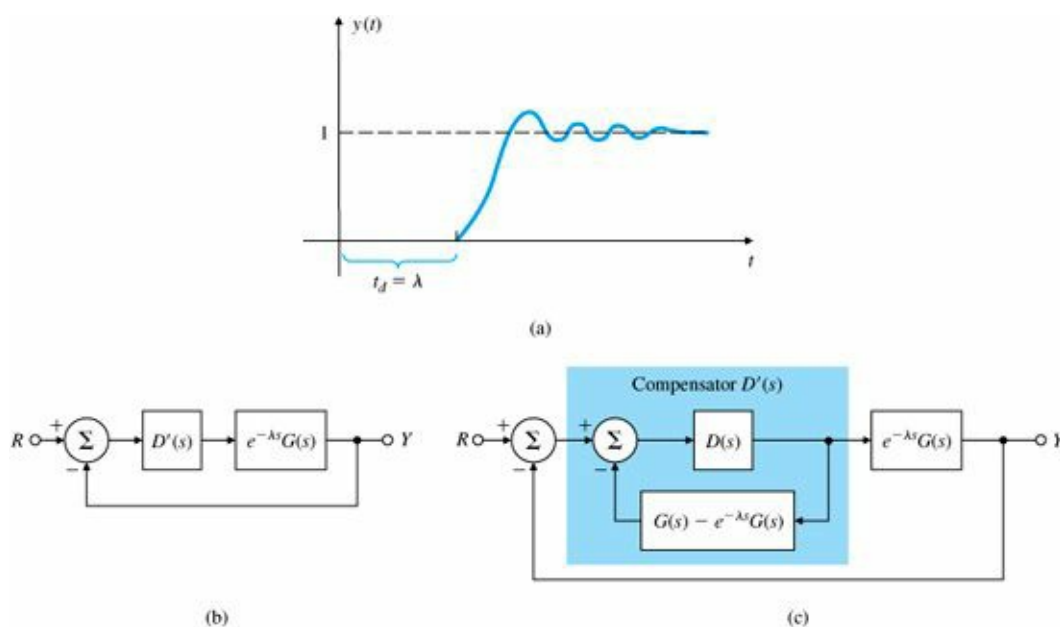 y(t)
1
t
t_d = λ
(a)
Compensator D′(s)
R
+
Σ
−
D′(s)
e^{−λs}G(s)
Y
R
+
Σ
−
+
Σ
−
D(s)
e^{−λs}G(s)
Y
G(s) − e^{−λs}G(s)
(b)
(c)